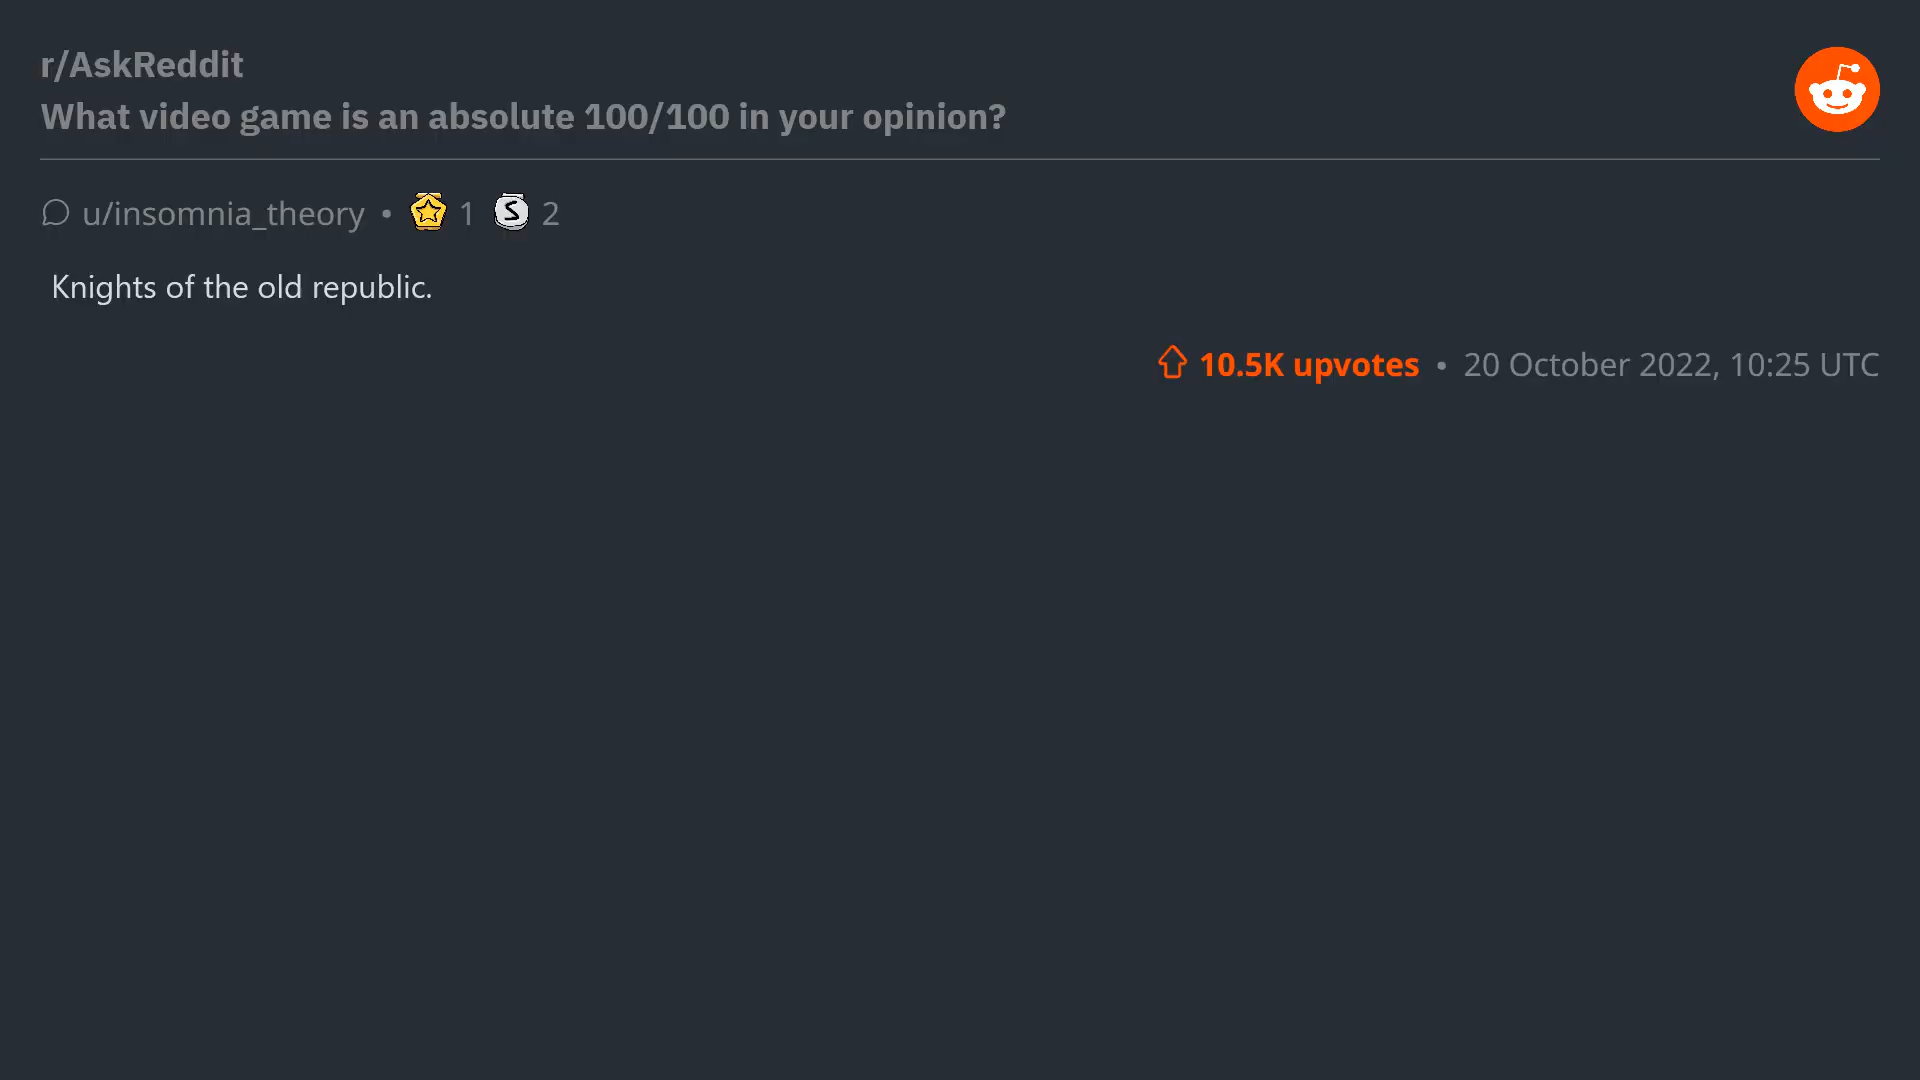 r/AskReddit
What video game is an absolute 100/100 in your opinion?
u/insomnia_theory • 1 S 2
Knights of the old republic.
10.5K upvotes • 20 October 2022, 10:25 UTC